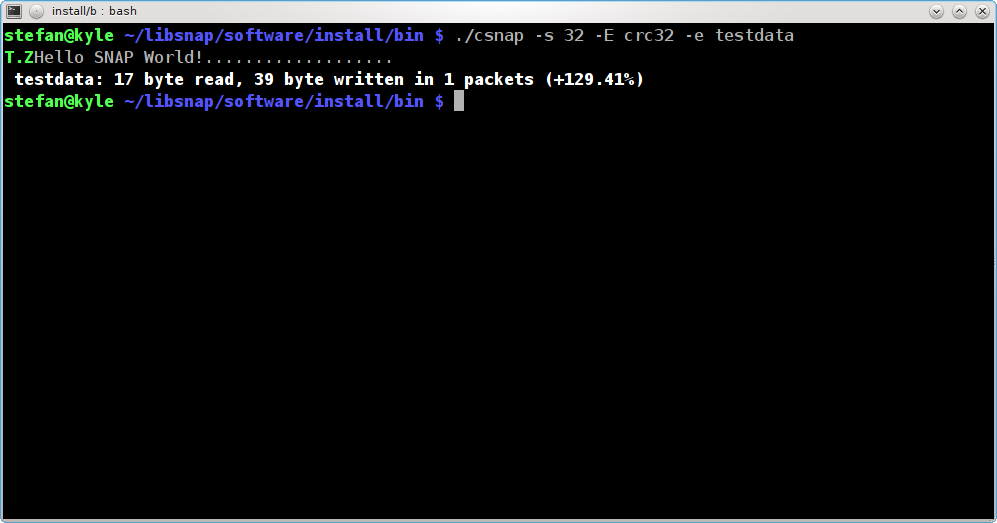 install/b : bash
stefan@kyle ~/libsnap/software/install/bin $ ./csnap -s 32 -E crc32 -e testdata
T.ZHello SNAP World!...................
testdata: 17 byte read, 39 byte written in 1 packets (+129.41%)
stefan@kyle ~/libsnap/software/install/bin $